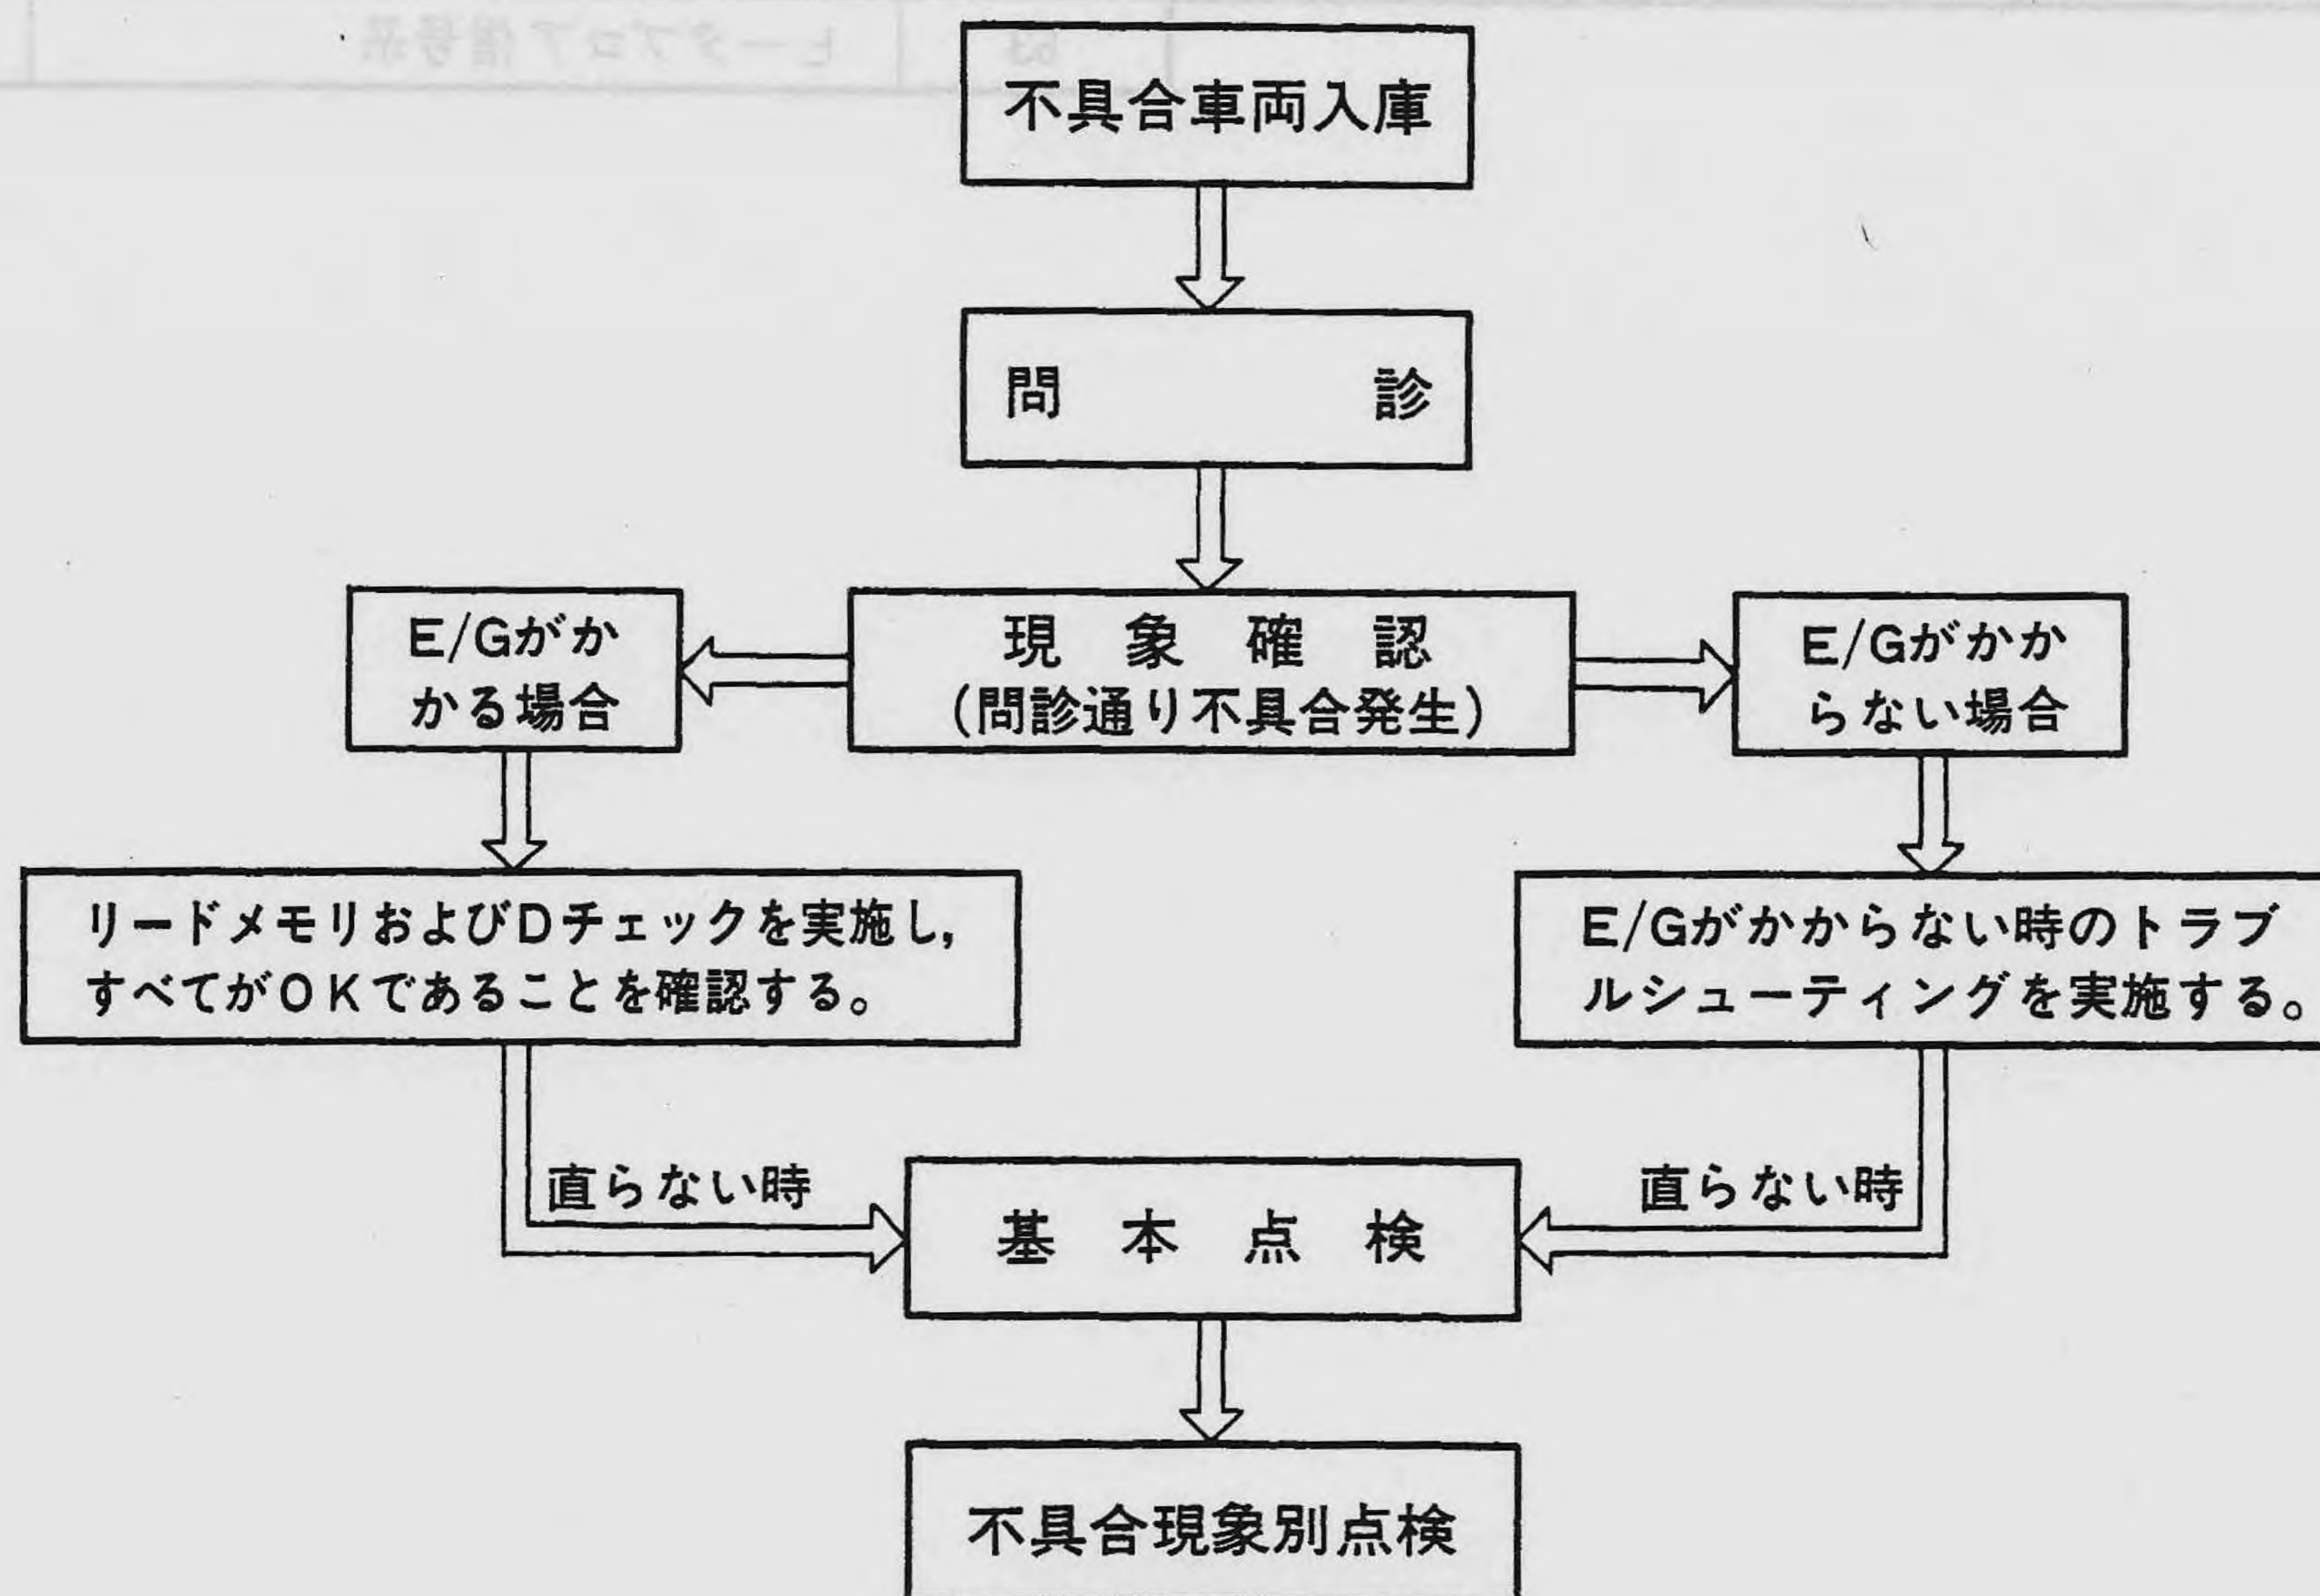 不具合車両入庫
問診
現象確認
(問診通り不具合発生)
E/Gがか
かる場合
E/Gがかか
らない場合
リードメモリおよびDチェックを実施し,
すべてがOKであることを確認する。
E/Gがかからない時のトラブ
ルシューティングを実施する。
直らない時
直らない時
基本点検
不具合現象別点検